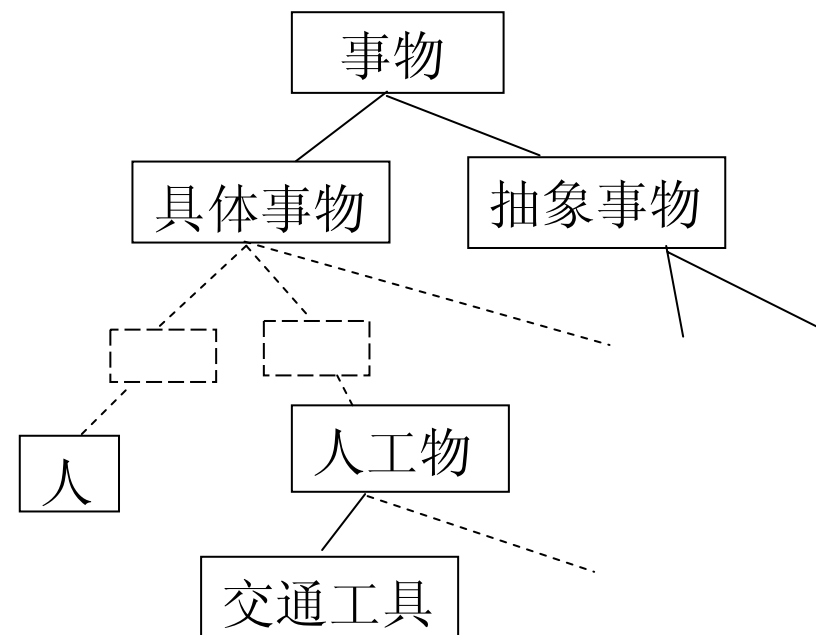 事物
具体事物
抽象事物
人
人工物
交通工具